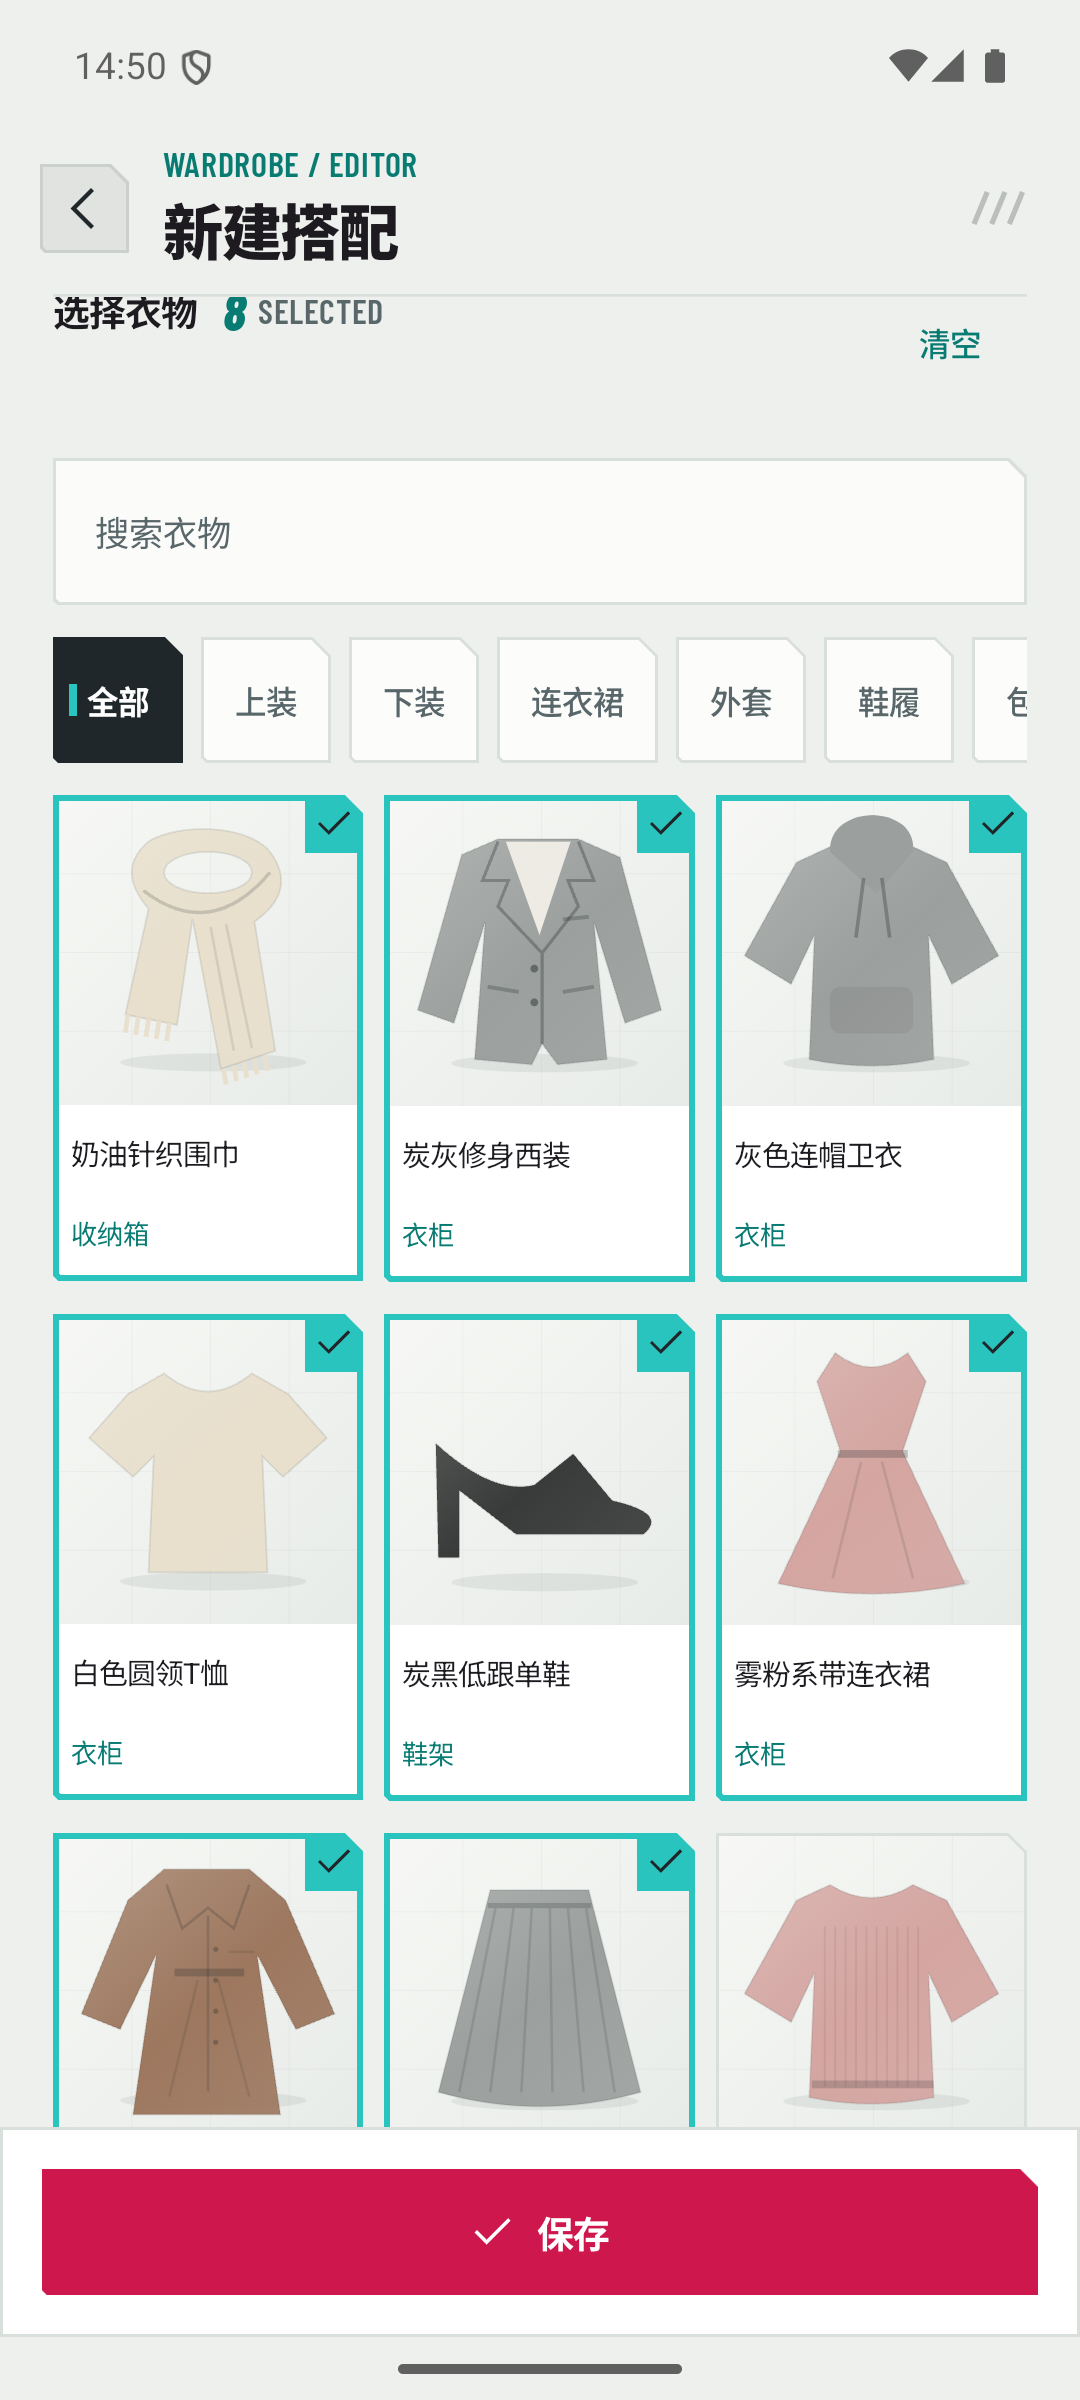 14:50
WARDROBE / EDITOR
新建搭配
选择衣物 8 SELECTED
清空
搜索衣物
全部 上装 下装 连衣裙 外套 鞋履 包
奶油针织围巾 炭灰修身西装 灰色连帽卫衣
收纳箱 衣柜 衣柜
白色圆领T恤 炭黑低跟单鞋 雾粉系带连衣裙
衣柜 鞋架 衣柜
保存